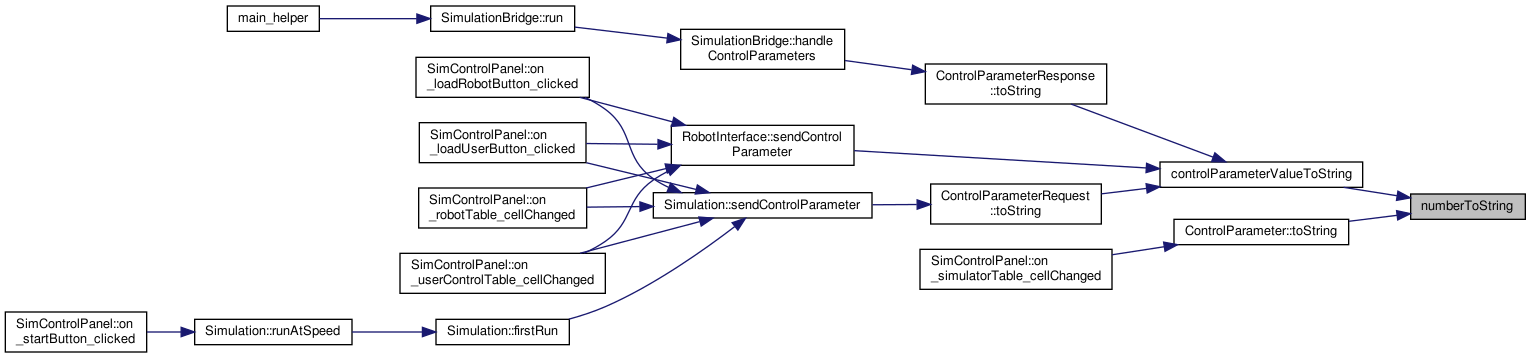 main_helper
SimulationBridge::run
SimulationBridge::handle
ControlParameters
SimControlPanel::on
_loadRobotButton_clicked
ControlParameterResponse
::toString
SimControlPanel::on
_loadUserButton_clicked
RobotInterface::sendControl
Parameter
controlParameterValueToString
SimControlPanel::on
_robotTable_cellChanged
Simulation::sendControlParameter
ControlParameterRequest
::toString
numberToString
ControlParameter::toString
SimControlPanel::on
_userControlTable_cellChanged
SimControlPanel::on
_simulatorTable_cellChanged
SimControlPanel::on
_startButton_clicked
Simulation::runAtSpeed
Simulation::firstRun